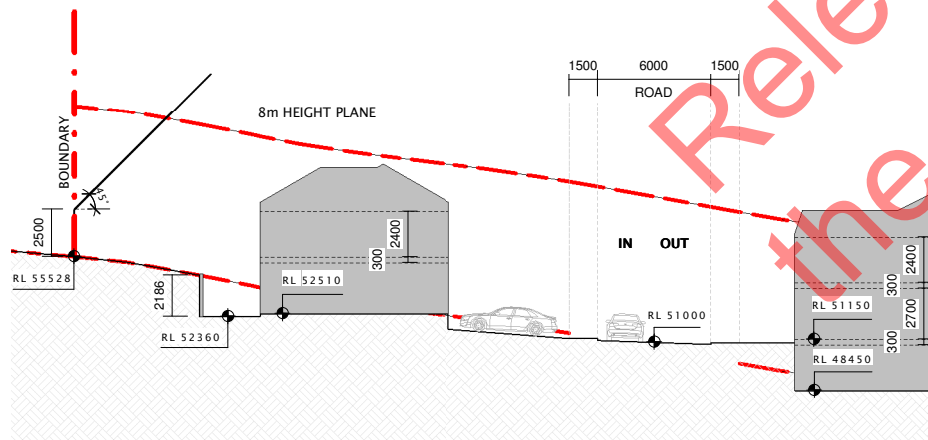 1500 6000 1500
ROAD
8m HEIGHT PLANE
BOUNDARY
45°
2500
2400
300
IN OUT
RL 55528
2186
RL 52510
RL 52360
RL 51000
2400
300
RL 51150
2700
300
RL 48450
Rele
the